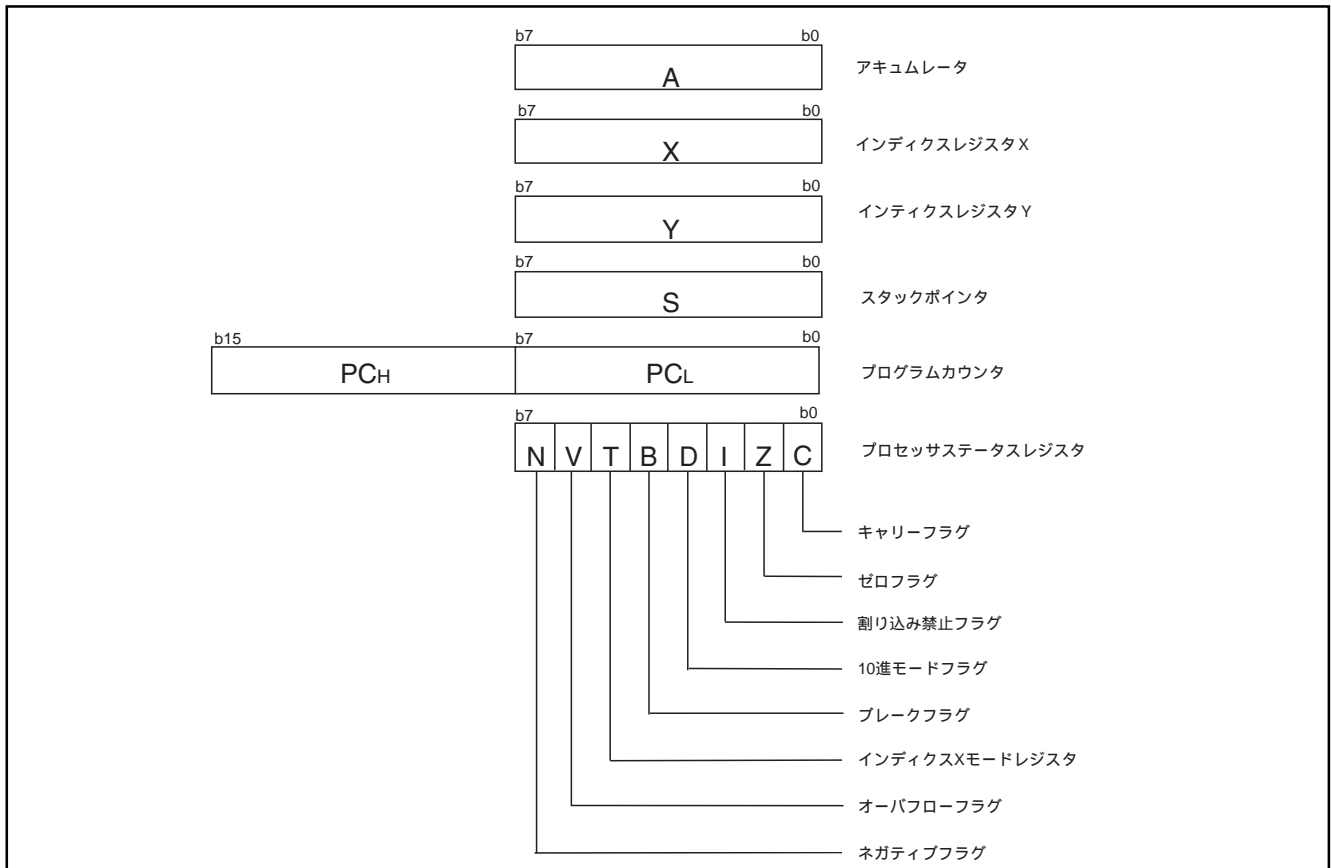 b7 b0
A
アキュムレータ
b7 b0
X
インディクスレジスタX
b7 b0
Y
インティクスレジスタY
b7 b0
S
スタックポインタ
b15 b7 b0
PCH PCL
プログラムカウンタ
b7 b0
N V T B D I Z C
プロセッサステータスレジスタ
キャリーフラグ
ゼロフラグ
割り込み禁止フラグ
10進モードフラグ
ブレークフラグ
インディクスXモードレジスタ
オーバフローフラグ
ネガティブフラグ